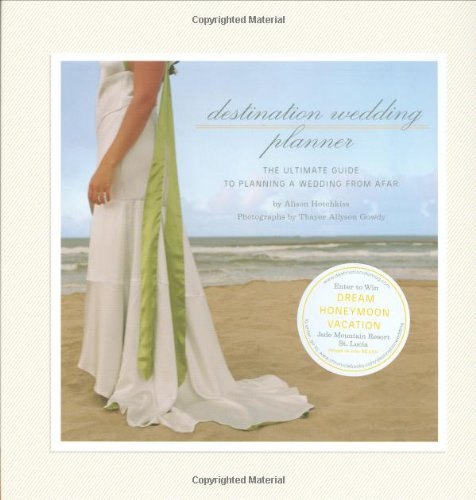 Copyrighted Material
destination wedding
planner
THE ULTIMATE GUIDE
TO PLANNING A WEDDING FROM AFAR
by Alison Hotchkiss
Photographs by Thayer Allyson Gowdy
Enter to Win
DREAM
HONEYMOON
VACATION
Jade Mountain Resort
St. Lucia
Copyrighted Material